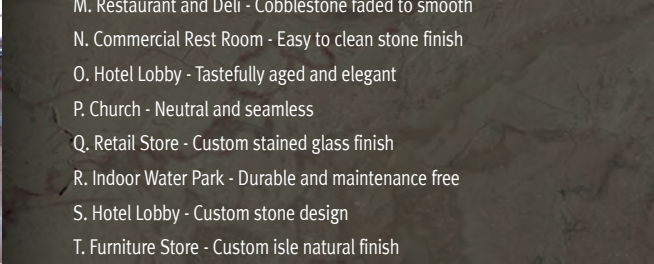 M. Restaurant and Deli - Cobblestone faded to smooth
N. Commercial Rest Room - Easy to clean stone finish
O. Hotel Lobby - Tastefully aged and elegant
P. Church - Neutral and seamless
Q. Retail Store - Custom stained glass finish
R. Indoor Water Park - Durable and maintenance free
S. Hotel Lobby - Custom stone design
T. Furniture Store - Custom isle natural finish